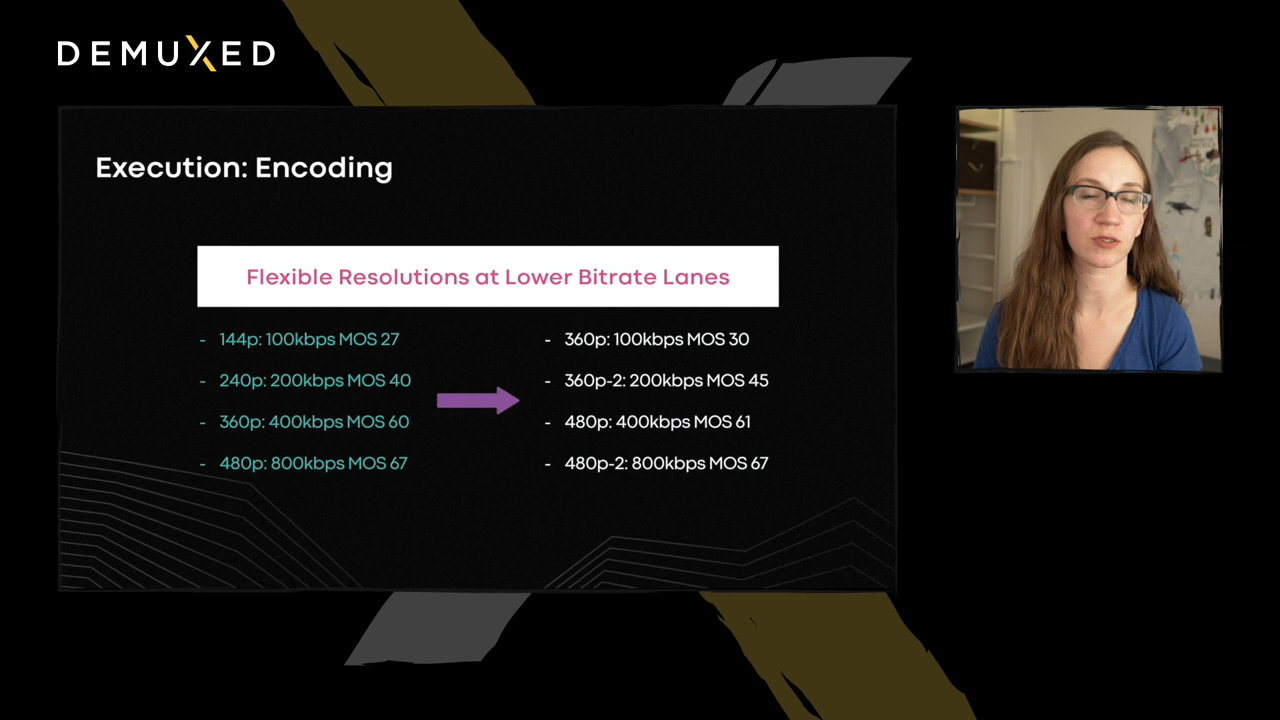 DEMUXED
Execution: Encoding
Flexible Resolutions at Lower Bitrate Lanes
- 144p: 100kbps MOS 27
- 240p: 200kbps MOS 40
- 360p: 400kbps MOS 60
- 480p: 800kbps MOS 67
- 360p: 100kbps MOS 30
- 360p-2: 200kbps MOS 45
- 480p: 400kbps MOS 61
- 480p-2: 800kbps MOS 67